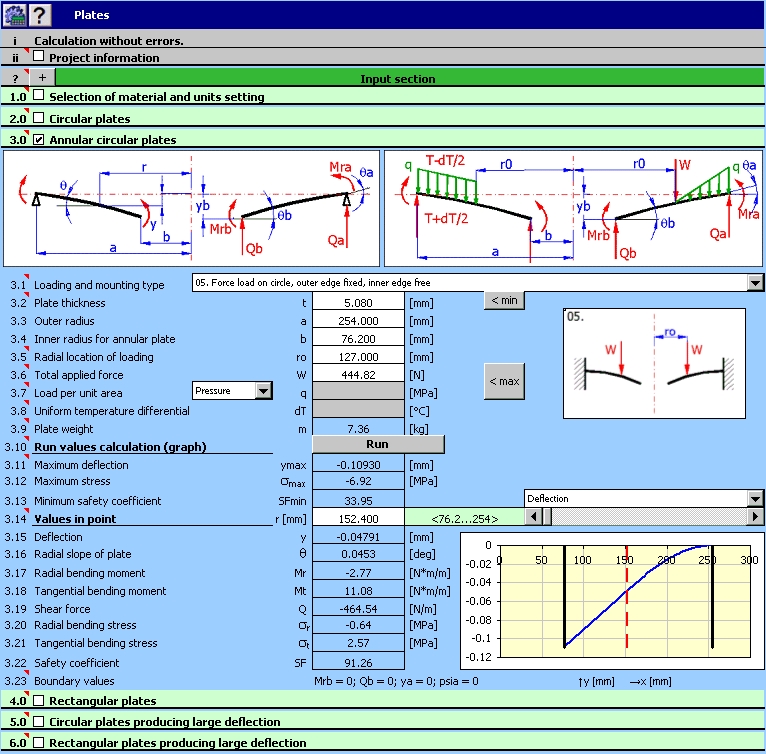 ? Plates
i Calculation without errors.
ii Project information
? + Input section
1.0 Selection of material and units setting
2.0 Circular plates
3.0 Annular circular plates
r Mra θa θ yb y Mrb θb b a Qb Qa
q T-dT/2 r0 r0 W q θa yb Mra T+dT/2 Mrb θb b Qb Qa a
3.1 Loading and mounting type 05. Force load on circle, outer edge fixed, inner edge free
3.2 Plate thickness t 5.080 [mm] < min
3.3 Outer radius a 254.000 [mm]
3.4 Inner radius for annular plate b 76.200 [mm]
3.5 Radial location of loading ro 127.000 [mm]
3.6 Total applied force W 444.82 [N] < max
3.7 Load per unit area Pressure q [MPa]
3.8 Uniform temperature differential dT [°C]
3.9 Plate weight m 7.36 [kg]
05. ro W W
3.10 Run values calculation (graph) Run
3.11 Maximum deflection ymax -0.10930 [mm]
3.12 Maximum stress σmax -6.92 [MPa]
3.13 Minimum safety coefficient SFmin 33.95 Deflection
3.14 Values in point r [mm] 152.400 <76.2...254>
3.15 Deflection y -0.04791 [mm]
3.16 Radial slope of plate θ 0.0453 [deg]
3.17 Radial bending moment Mr -2.77 [N*m/m]
3.18 Tangential bending moment Mt 11.08 [N*m/m]
3.19 Shear force Q -464.54 [N/m]
3.20 Radial bending stress σr -0.64 [MPa]
3.21 Tangential bending stress σt 2.57 [MPa]
3.22 Safety coefficient SF 91.26
0 -0.02 -0.04 -0.06 -0.08 -0.1 -0.12
0 50 100 150 200 250 300
3.23 Boundary values Mrb = 0; Qb = 0; ya = 0; psia = 0 ↑y [mm] →x [mm]
4.0 Rectangular plates
5.0 Circular plates producing large deflection
6.0 Rectangular plates producing large deflection